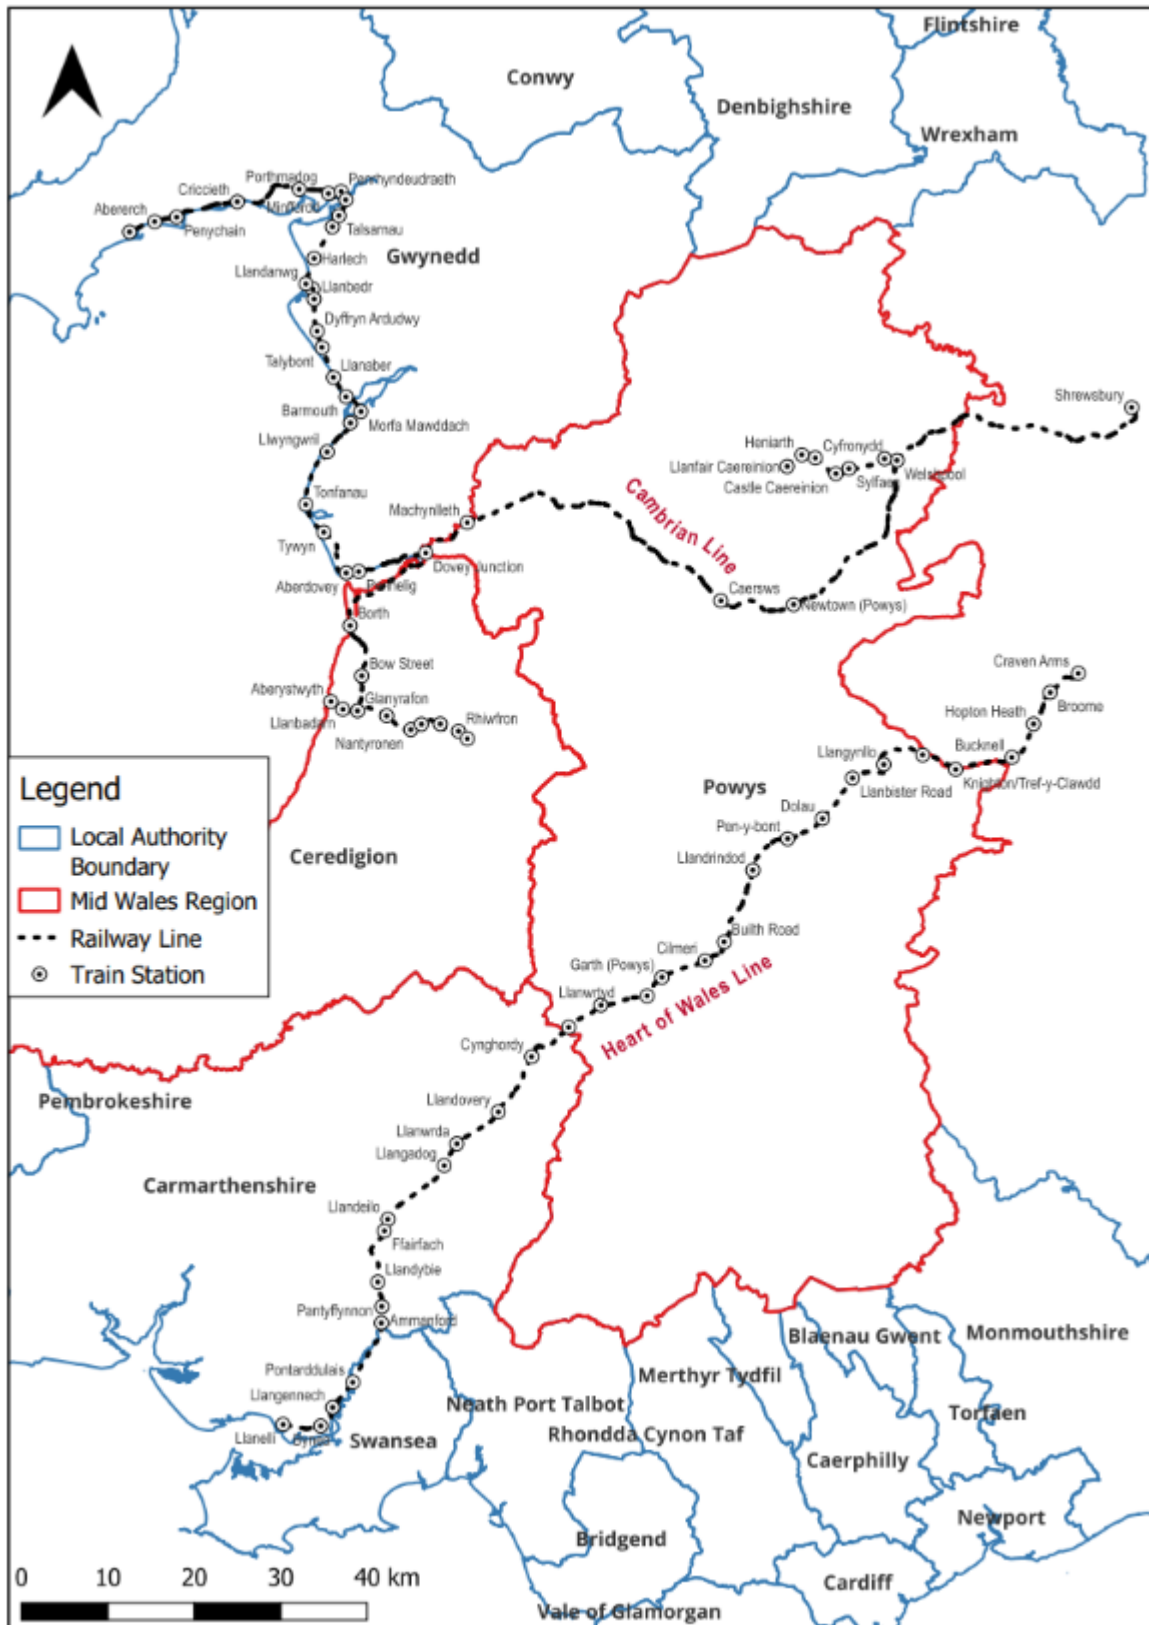 Flintshire
Conwy
Denbighshire
Wrexham
Porthmadog
Penrhyndeudraeth
Criccieth
Minffordd
Abererch
Penychain
Talsarnau
Gwynedd
Harlech
Llandanwg
Llanbedr
Dyffryn Ardudwy
Talybont
Llanaber
Shrewsbury
Barmouth
Morfa Mawddach
Llwyngwril
Heniarth
Cyfronydd
Llanfair Caereinion
Welshpool
Castle Caereinion
Sylfaen
Tonfanau
Machynlleth
Cambrian Line
Tywyn
Dovey Junction
Aberdovey
Penhelig
Caersws
Newtown (Powys)
Borth
Bow Street
Craven Arms
Aberystwyth
Glanyrafon
Broome
Llanbadarn
Rhiwfron
Hopton Heath
Nantyronen
Bucknell
Llangynllo
Knighton/Tref-y-Clawdd
Llanbister Road
Powys
Legend
Local Authority
Boundary
Mid Wales Region
Railway Line
Train Station
Dolau
Pen-y-bont
Ceredigion
Llandrindod
Builth Road
Cilmeri
Garth (Powys)
Llanwrtyd
Heart of Wales Line
Cynghordy
Pembrokeshire
Llandovery
Llanwrda
Llangadog
Carmarthenshire
Llandeilo
Ffairfach
Llandybie
Pantyffynnon
Ammanford
Blaenau Gwent
Monmouthshire
Pontarddulais
Merthyr Tydfil
Llangennech
Neath Port Talbot
Torfaen
Llanelli
Bynea
Swansea
Rhondda Cynon Taf
Caerphilly
Newport
Bridgend
0 10 20 30 40 km
Cardiff
Vale of Glamorgan